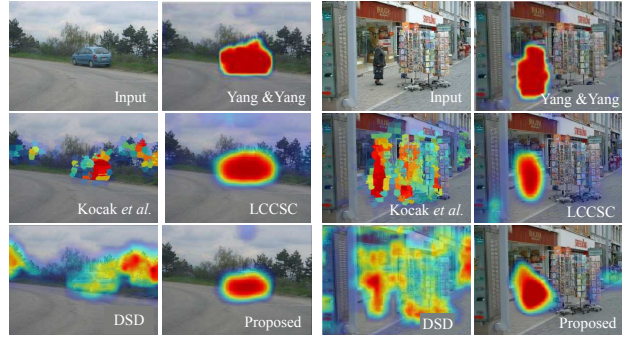 Input
Yang &Yang
Input
Yang &Yang
Kocak et al.
LCCSC
Kocak et al.
LCCSC
DSD
Proposed
DSD
Proposed